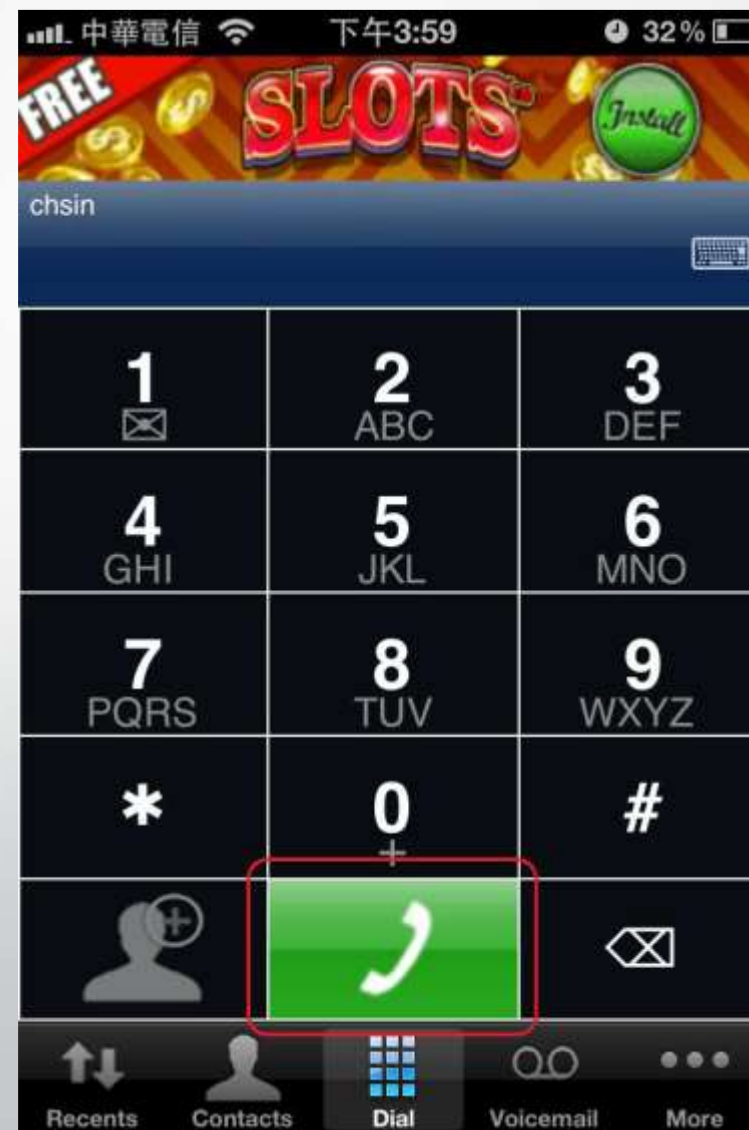 中華電信 下午3:59 32%
FREE SLOTS Install
chsin
1 2 3
ABC DEF
4 5 6
GHI JKL MNO
7 8 9
PQRS TUV WXYZ
* 0 #
+
Recents Contacts Dial Voicemail More